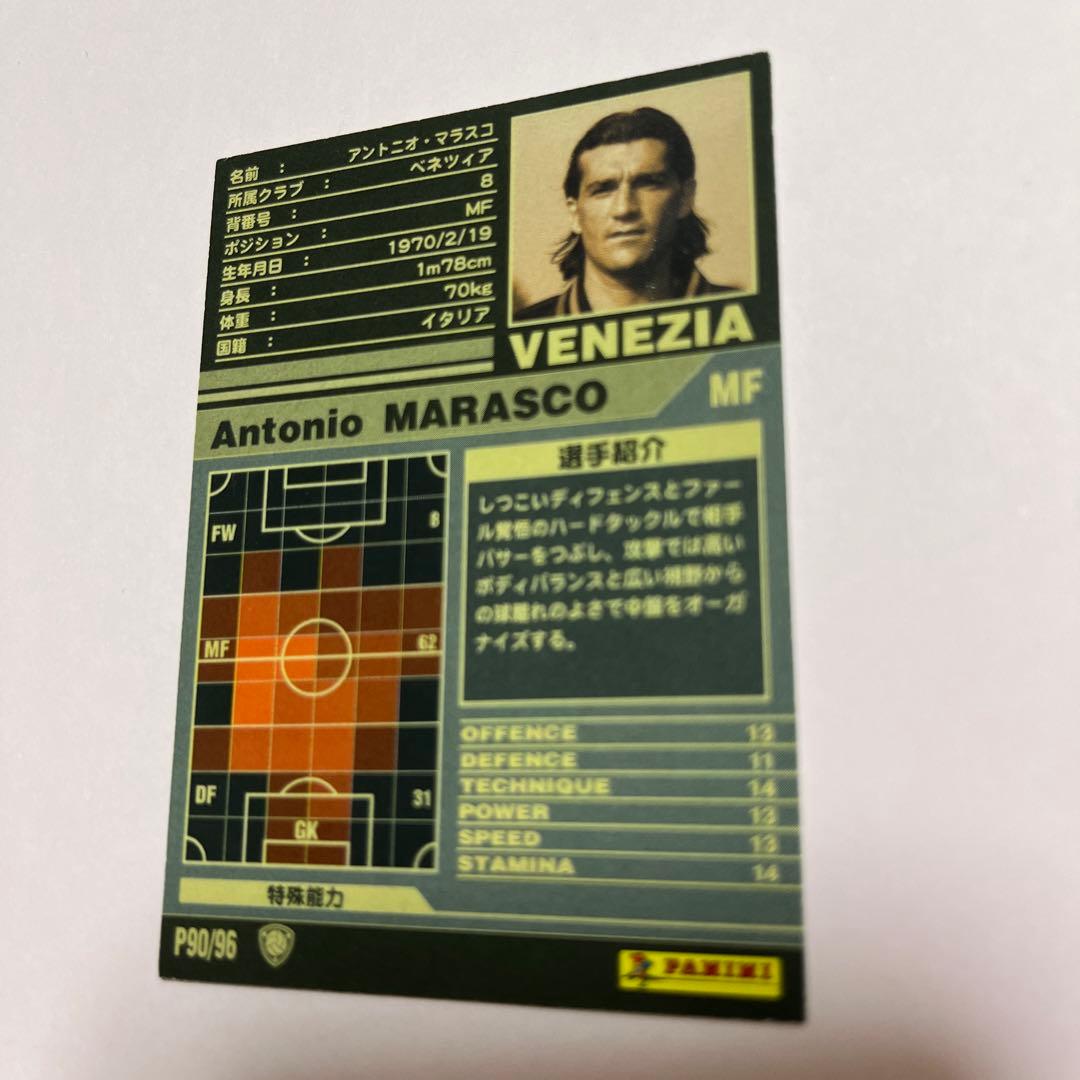 名前 : アントニオ・マラスコ
所属クラブ : ベネツィア
背番号 : 8
ポジション : MF
生年月日 : 1970/2/19
身長 : 1m78cm
体重 : 70kg
国籍 : イタリア
VENEZIA
Antonio MARASCO
MF
FW 8
MF 62
DF 31
GK
選手紹介
しつこいディフェンスとファー
ル覚悟のハードタックルで相手
パサーをつぶし、攻撃では高い
ボディバランスと広い視野から
の球離れのよさで中盤をオーガ
ナイズする。
OFFENCE 13
DEFENCE 11
TECHNIQUE 14
POWER 13
SPEED 13
STAMINA 14
特殊能力
P90/96
PANINI